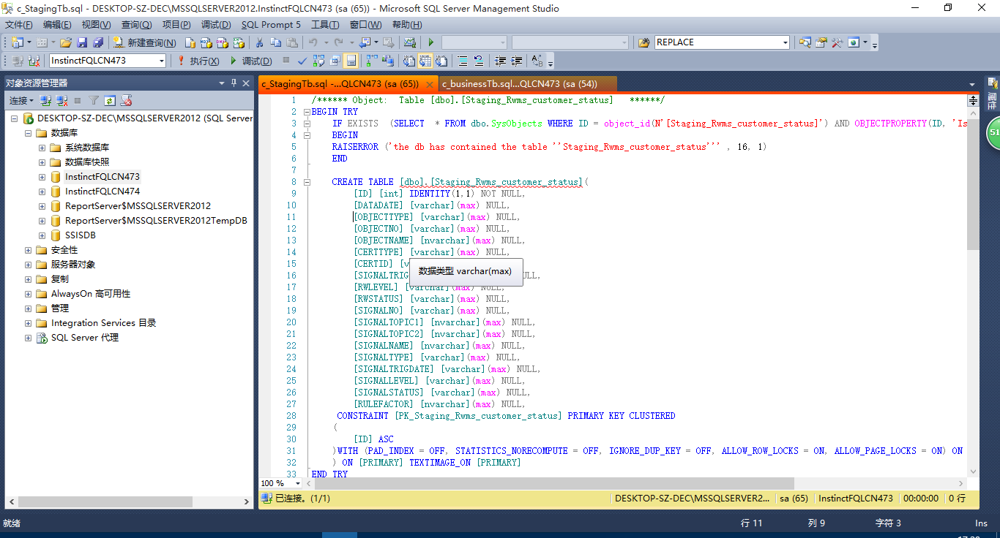 c_StagingTb.sql - DESKTOP-SZ-DEC\MSSQLSERVER2012.InstinctFQLCN473 (sa (65)) - Microsoft SQL Server Management Studio
文件(F) 编辑(E) 视图(V) 查询(Q) 项目(P) 调试(D) SQL Prompt 5 工具(T) 窗口(W) 帮助(H)
新建查询(N) REPLACE
InstinctFQLCN473 执行(X) 调试(D)
对象资源管理器
连接
DESKTOP-SZ-DEC\MSSQLSERVER2012 (SQL Server
数据库
系统数据库
数据库快照
InstinctFQLCN473
InstinctFQLCN474
ReportServer$MSSQLSERVER2012
ReportServer$MSSQLSERVER2012TempDB
SSISDB
安全性
服务器对象
复制
AlwaysOn 高可用性
管理
Integration Services 目录
SQL Server 代理
c_StagingTb.sql -...QLCN473 (sa (65)) c_businessTb.sql...QLCN473 (sa (54))
1 /****** Object:  Table [dbo].[Staging_Rwms_customer_status]   ******/
2 BEGIN TRY
3 IF EXISTS  (SELECT  * FROM dbo.SysObjects WHERE ID = object_id(N'[Staging_Rwms_customer_status]') AND OBJECTPROPERTY(ID, 'Is
4 BEGIN
5 RAISERROR ('the db has contained the table ''Staging_Rwms_customer_status''' , 16, 1)
6 END
7
8 CREATE TABLE [dbo].[Staging_Rwms_customer_status](
9 [ID] [int] IDENTITY(1,1) NOT NULL,
10 [DATADATE] [varchar](max) NULL,
11 [OBJECTTYPE] [varchar](max) NULL,
12 [OBJECTNO] [varchar](max) NULL,
13 [OBJECTNAME] [nvarchar](max) NULL,
14 [CERTTYPE] [varchar](max) NULL,
15 [CERTID] [v
16 [SIGNALTRIG ULL,
17 [RWLEVEL] [varchar](max) NULL,
18 [RWSTATUS] [varchar](max) NULL,
19 [SIGNALNO] [varchar](max) NULL,
20 [SIGNALTOPIC1] [nvarchar](max) NULL,
21 [SIGNALTOPIC2] [nvarchar](max) NULL,
22 [SIGNALNAME] [nvarchar](max) NULL,
23 [SIGNALTYPE] [varchar](max) NULL,
24 [SIGNALTRIGDATE] [varchar](max) NULL,
25 [SIGNALLEVEL] [varchar](max) NULL,
26 [SIGNALSTATUS] [varchar](max) NULL,
27 [RULEFACTOR] [nvarchar](max) NULL,
28 CONSTRAINT [PK_Staging_Rwms_customer_status] PRIMARY KEY CLUSTERED
29 (
30 [ID] ASC
31 )WITH (PAD_INDEX = OFF, STATISTICS_NORECOMPUTE = OFF, IGNORE_DUP_KEY = OFF, ALLOW_ROW_LOCKS = ON, ALLOW_PAGE_LOCKS = ON) ON
32 ) ON [PRIMARY] TEXTIMAGE_ON [PRIMARY]
33 END TRY
数据类型 varchar(max)
属性
51
100 %
已连接。(1/1) DESKTOP-SZ-DEC\MSSQLSERVER2... sa (65) InstinctFQLCN473 00:00:00 0 行
就绪 行 11 列 9 字符 3 Ins